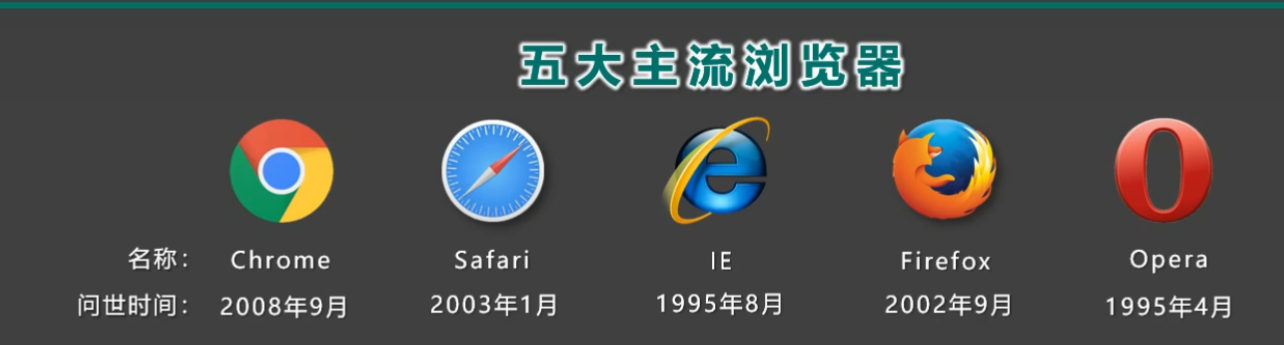 五大主流浏览器
名称： Chrome Safari IE Firefox Opera
问世时间： 2008年9月 2003年1月 1995年8月 2002年9月 1995年4月